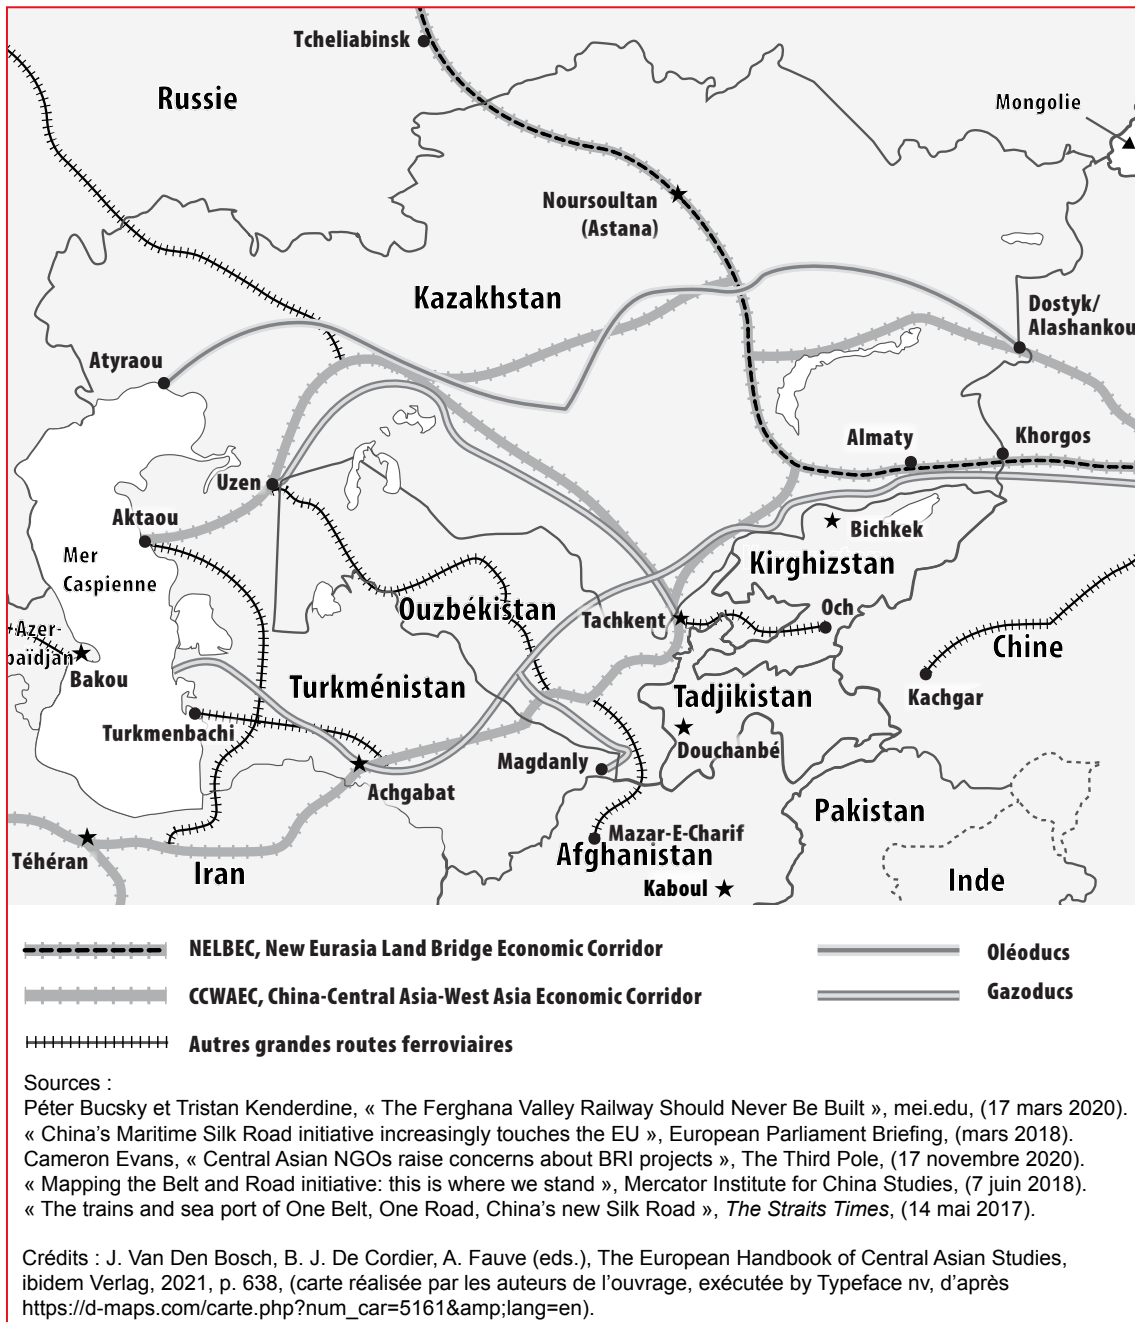 Tcheliabinsk
Russie
Mongolie
Noursoultan
(Astana)
Kazakhstan
Dostyk/
Alashankou
Atyraou
Almaty
Khorgos
Uzen
Aktaou
Bichkek
Mer
Caspienne
Kirghizstan
Ouzbékistan
Tachkent
Och
Azer-
baïdjan
Chine
Bakou
Turkménistan
Tadjikistan
Kachgar
Turkmenbachi
Douchanbé
Magdanly
Achgabat
Pakistan
Mazar-E-Charif
Téhéran
Afghanistan
Iran
Kaboul
Inde
NELBEC, New Eurasia Land Bridge Economic Corridor
Oléoducs
CCWAEC, China-Central Asia-West Asia Economic Corridor
Gazoducs
Autres grandes routes ferroviaires
Sources :
Péter Bucsky et Tristan Kenderdine, « The Ferghana Valley Railway Should Never Be Built », mei.edu, (17 mars 2020).
« China’s Maritime Silk Road initiative increasingly touches the EU », European Parliament Briefing, (mars 2018).
Cameron Evans, « Central Asian NGOs raise concerns about BRI projects », The Third Pole, (17 novembre 2020).
« Mapping the Belt and Road initiative: this is where we stand », Mercator Institute for China Studies, (7 juin 2018).
« The trains and sea port of One Belt, One Road, China’s new Silk Road », The Straits Times, (14 mai 2017).
Crédits : J. Van Den Bosch, B. J. De Cordier, A. Fauve (eds.), The European Handbook of Central Asian Studies,
ibidem Verlag, 2021, p. 638, (carte réalisée par les auteurs de l’ouvrage, exécutée by Typeface nv, d’après
https://d-maps.com/carte.php?num_car=5161&amp;lang=en).